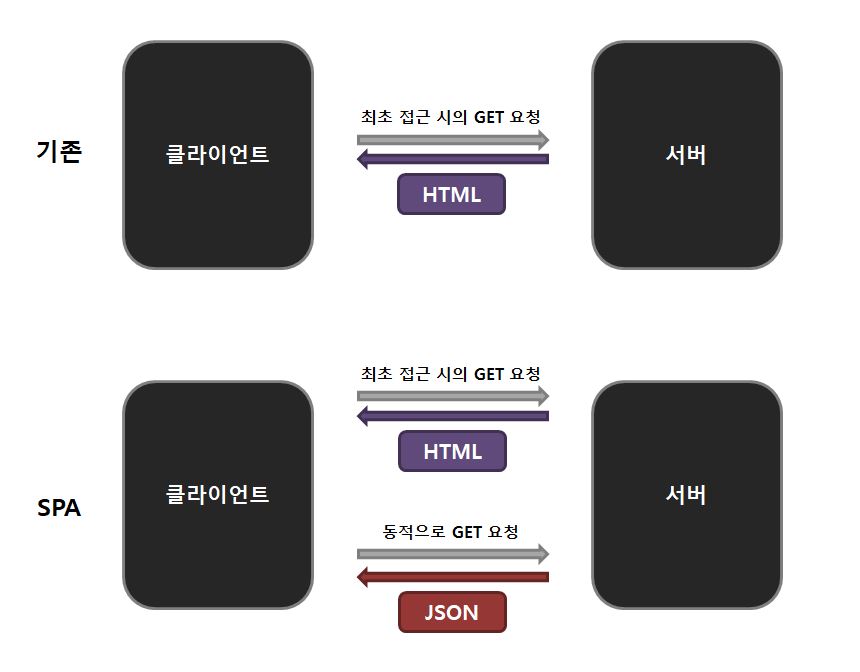 최초 접근 시의 GET 요청
기존
클라이언트
서버
HTML
최초 접근 시의 GET 요청
HTML
클라이언트
서버
SPA
동적으로 GET 요청
JSON